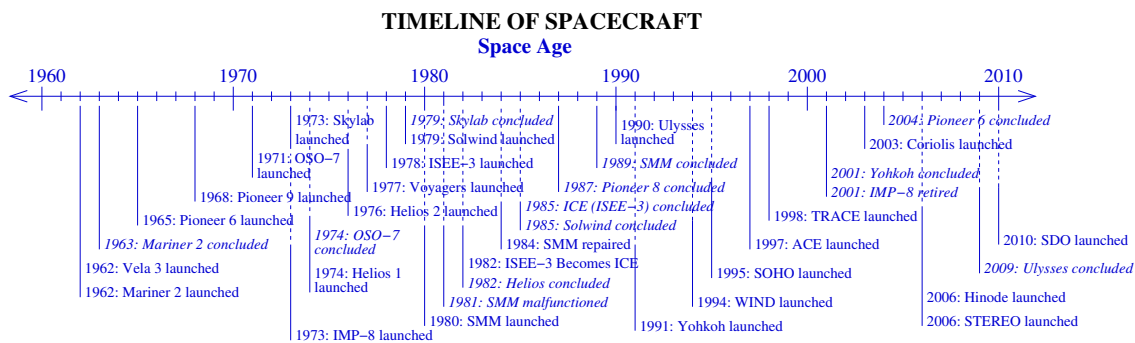 TIMELINE OF SPACECRAFT
Space Age
1960
1970
1980
1990
2000
2010
1973: Skylab
launched
1979: Skylab concluded
1979: Solwind launched
1990: Ulysses
launched
2004: Pioneer 6 concluded
2003: Coriolis launched
1971: OSO−7
launched
1978: ISEE−3 launched
1989: SMM concluded
2001: Yohkoh concluded
2001: IMP−8 retired
1968: Pioneer 9 launched
1977: Voyagers launched
1987: Pioneer 8 concluded
1965: Pioneer 6 launched
1976: Helios 2 launched
1985: ICE (ISEE−3) concluded
1985: Solwind concluded
1998: TRACE launched
1963: Mariner 2 concluded
1974: OSO−7
concluded
1984: SMM repaired
1997: ACE launched
2010: SDO launched
1962: Vela 3 launched
1974: Helios 1
launched
1982: ISEE−3 Becomes ICE
1982: Helios concluded
1995: SOHO launched
2009: Ulysses concluded
1962: Mariner 2 launched
1981: SMM malfunctioned
1994: WIND launched
2006: Hinode launched
1973: IMP−8 launched
1980: SMM launched
1991: Yohkoh launched
2006: STEREO launched